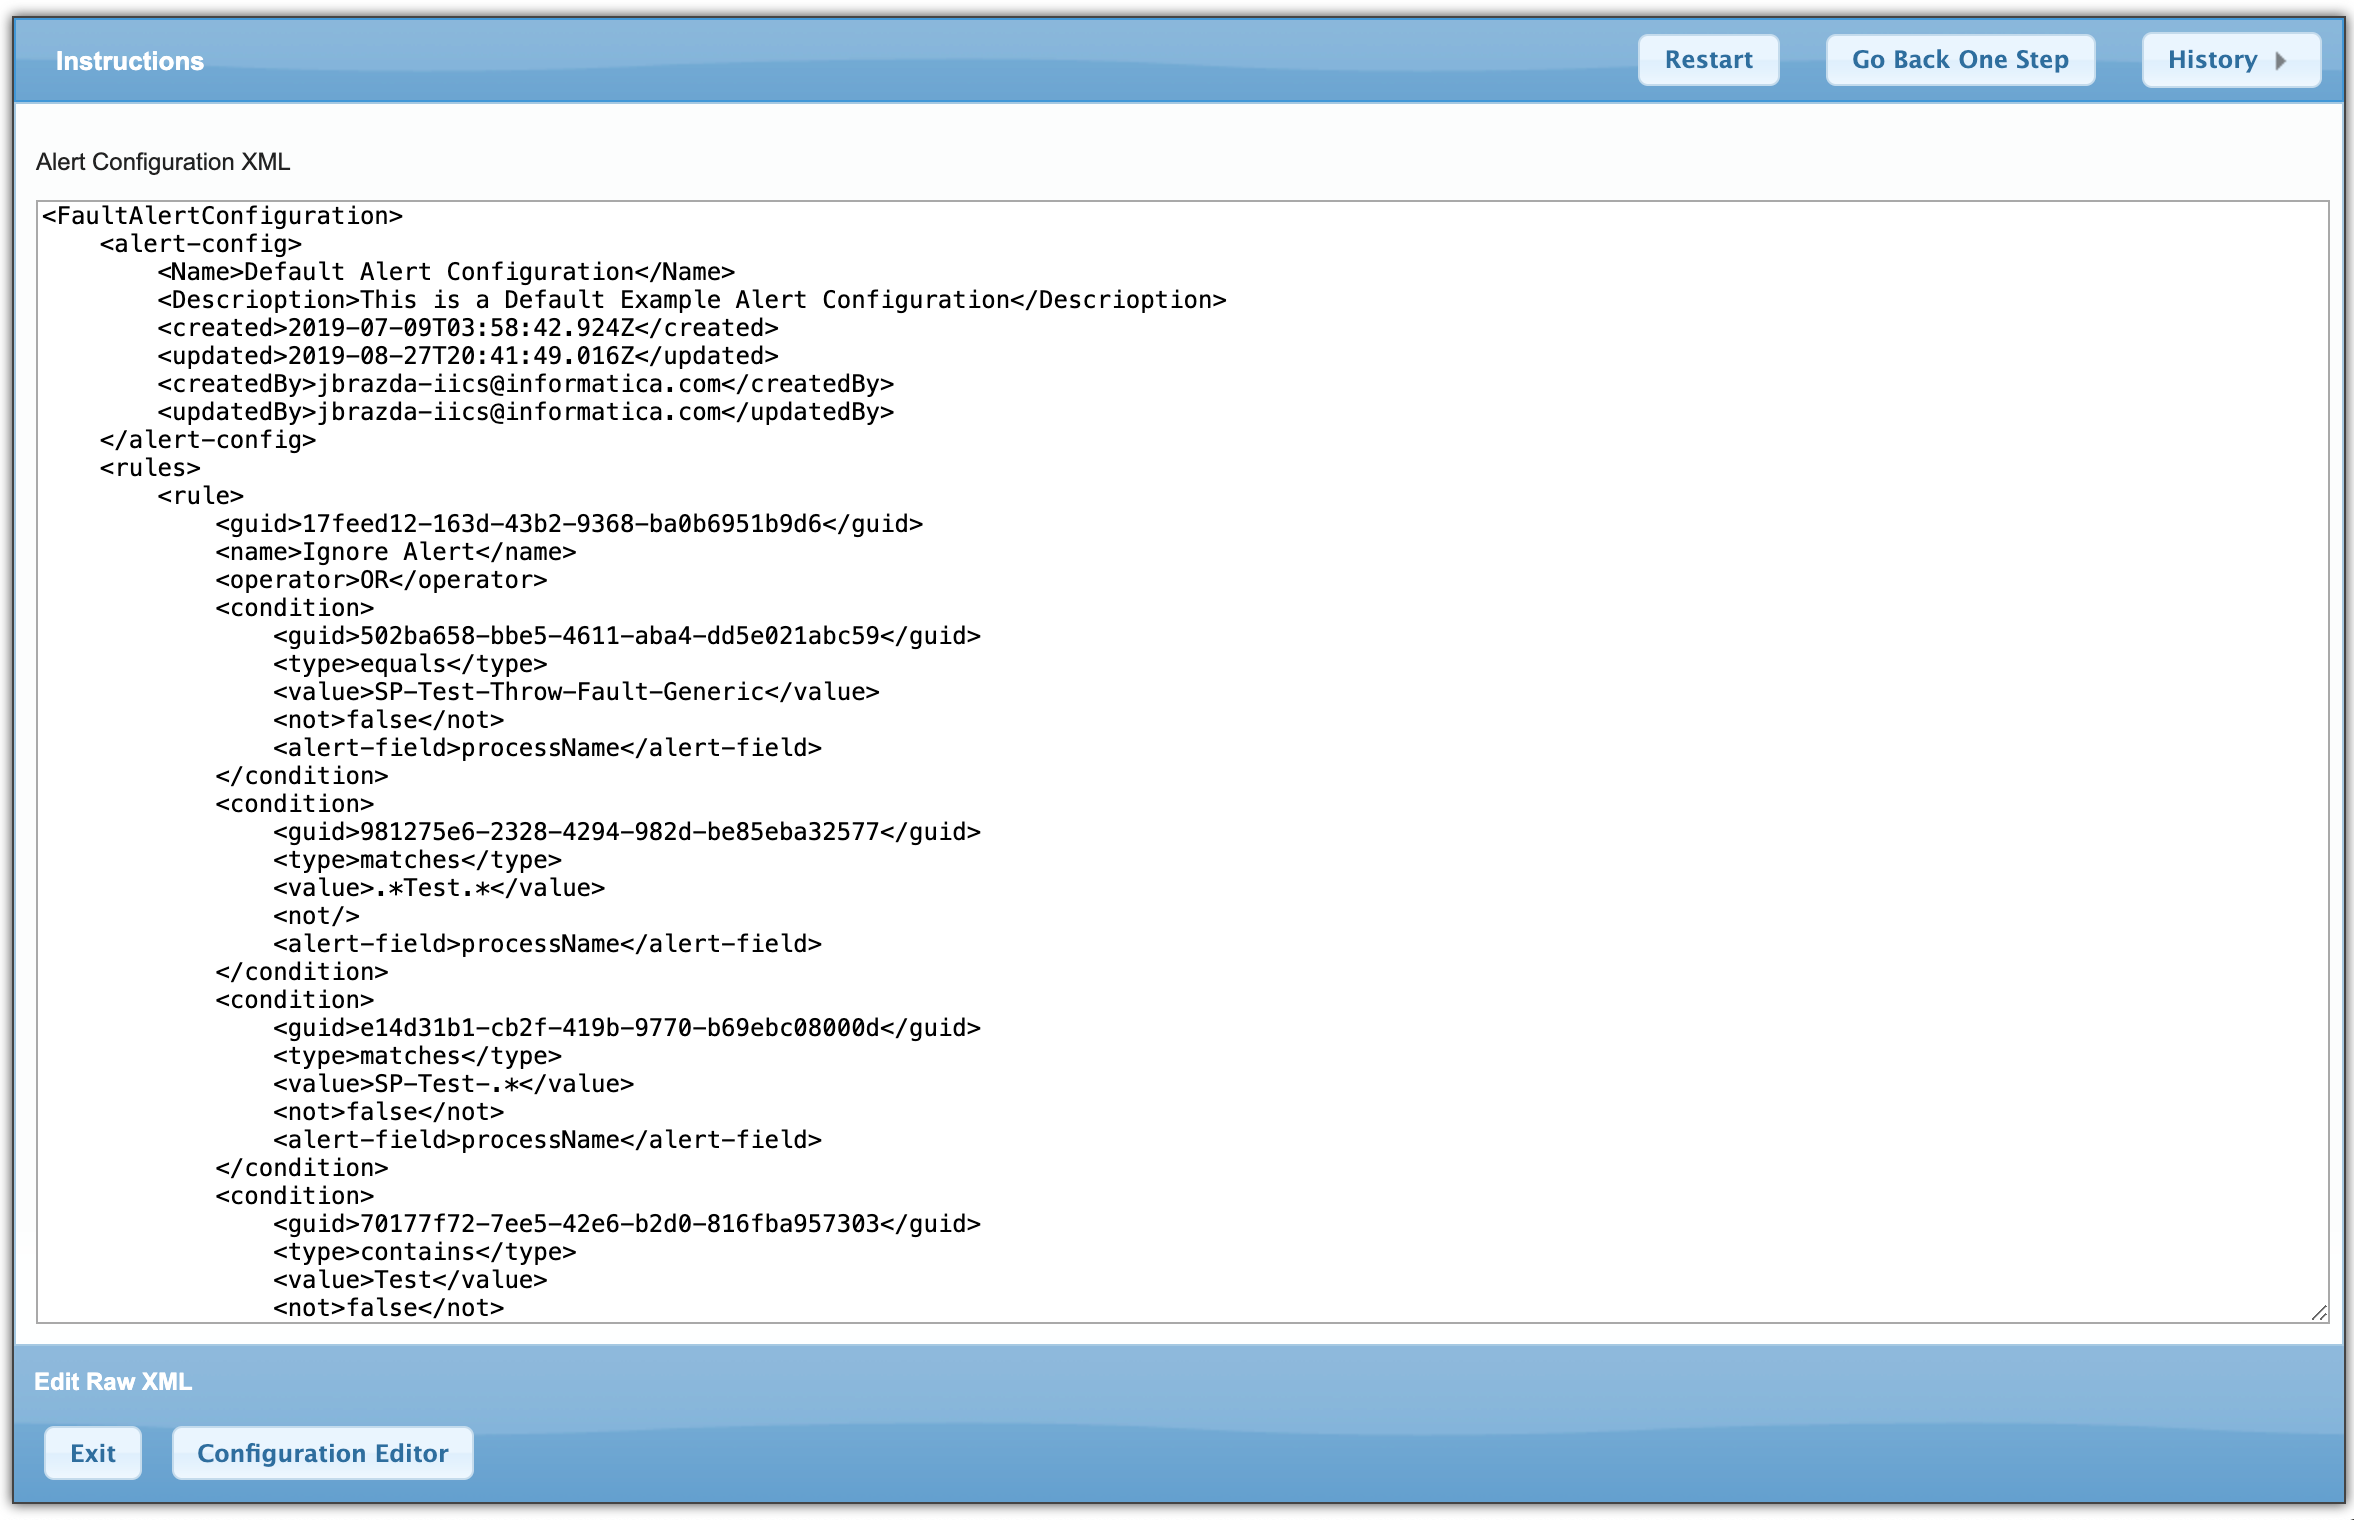 Instructions
Restart
Go Back One Step
History
Alert Configuration XML
<FaultAlertConfiguration>
    <alert-config>
        <Name>Default Alert Configuration</Name>
        <Descrioption>This is a Default Example Alert Configuration</Descrioption>
        <created>2019-07-09T03:58:42.924Z</created>
        <updated>2019-08-27T20:41:49.016Z</updated>
        <createdBy>jbrazda-iics@informatica.com</createdBy>
        <updatedBy>jbrazda-iics@informatica.com</updatedBy>
    </alert-config>
    <rules>
        <rule>
            <guid>17feed12-163d-43b2-9368-ba0b6951b9d6</guid>
            <name>Ignore Alert</name>
            <operator>OR</operator>
            <condition>
                <guid>502ba658-bbe5-4611-aba4-dd5e021abc59</guid>
                <type>equals</type>
                <value>SP-Test-Throw-Fault-Generic</value>
                <not>false</not>
                <alert-field>processName</alert-field>
            </condition>
            <condition>
                <guid>981275e6-2328-4294-982d-be85eba32577</guid>
                <type>matches</type>
                <value>.*Test.*</value>
                <not/>
                <alert-field>processName</alert-field>
            </condition>
            <condition>
                <guid>e14d31b1-cb2f-419b-9770-b69ebc08000d</guid>
                <type>matches</type>
                <value>SP-Test-.*</value>
                <not>false</not>
                <alert-field>processName</alert-field>
            </condition>
            <condition>
                <guid>70177f72-7ee5-42e6-b2d0-816fba957303</guid>
                <type>contains</type>
                <value>Test</value>
                <not>false</not>
Edit Raw XML
Exit
Configuration Editor